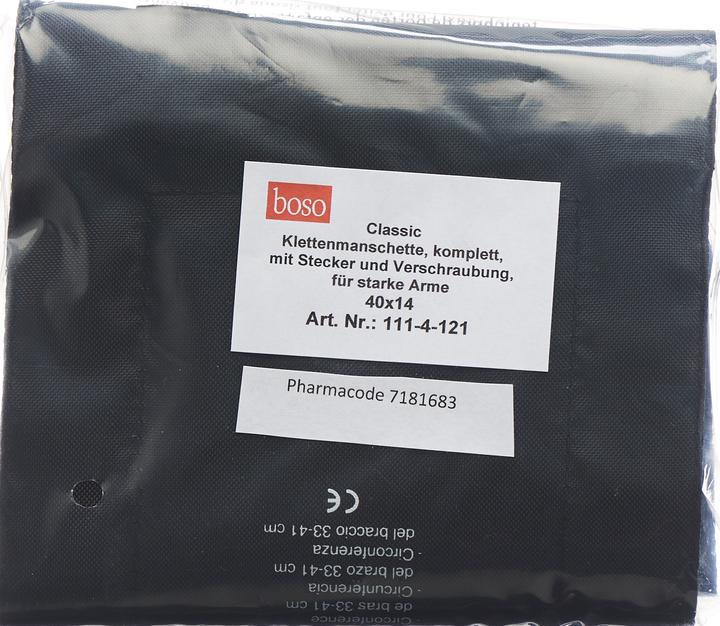 boso
Classic
Klettenmanschette, komplett,
mit Stecker und Verschraubung,
für starke Arme
40x14
Art. Nr.: 111-4-121
Pharmacode 7181683
CE
Circonférence
de bras 33-41 cm
- Circunferencia
del brazo 33-41 cm
- Circonferenza
del braccio 33-41 cm